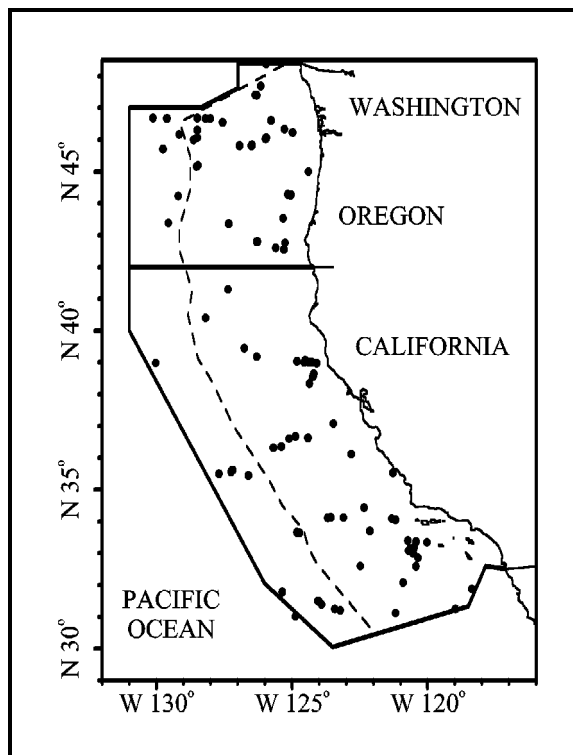 WASHINGTON
N 45°
OREGON
N 40°
CALIFORNIA
N 35°
PACIFIC
OCEAN
N 30°
W 130° W 125° W 120°